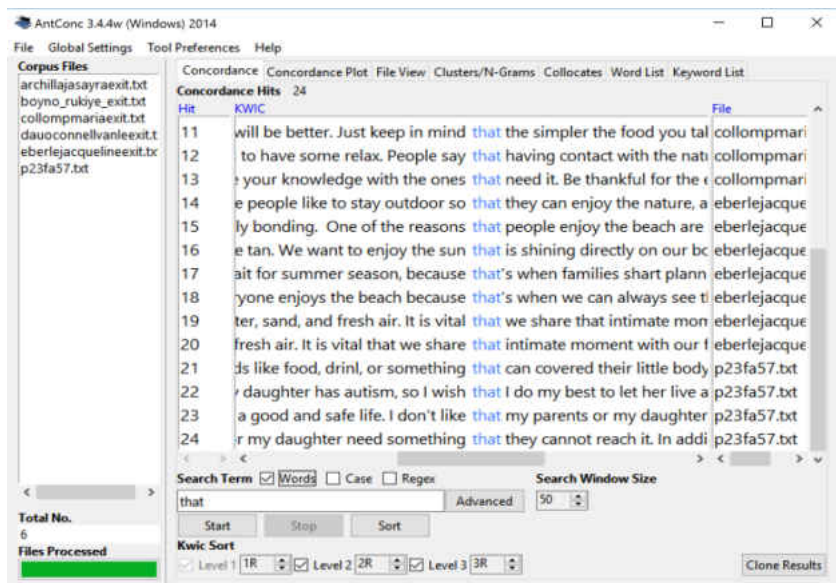 AntConc 3.4.4w (Windows) 2014
File Global Settings Tool Preferences Help
Corpus Files
archillajasayraexit.txt
boyno_rukiye_exit.txt
collompmariaexit.txt
dauoconnellvanleeexit.t
eberlejacquelineexit.tx
p23fa57.txt
Total No.
6
Files Processed
Concordance Concordance Plot File View Clusters/N-Grams Collocates Word List Keyword List
Concordance Hits 24
Hit KWIC File
11 will be better. Just keep in mind that the simpler the food you tal collompmari
12 to have some relax. People say that having contact with the natu collompmari
13 your knowledge with the ones that need it. Be thankful for the collompmari
14 e people like to stay outdoor so that they can enjoy the nature, a eberlejacque
15 ly bonding. One of the reasons that people enjoy the beach are eberlejacque
16 e tan. We want to enjoy the sun that is shining directly on our bo eberlejacque
17 ait for summer season, because that's when families shart plann eberlejacque
18 ryone enjoys the beach because that's when we can always see tl eberlejacque
19 ter, sand, and fresh air. It is vital that we share that intimate mom eberlejacque
20 fresh air. It is vital that we share that intimate moment with our f eberlejacque
21 ds like food, drinl, or something that can covered their little body p23fa57.txt
22 daughter has autism, so I wish that I do my best to let her live a p23fa57.txt
23 a good and safe life. I don't like that my parents or my daughter p23fa57.txt
24 r my daughter need something that they cannot reach it. In addi p23fa57.txt
Search Term Words Case Regex Search Window Size
that Advanced 50
Start Stop Sort
Kwic Sort
Level 1 1R Level 2 2R Level 3 3R Clone Results